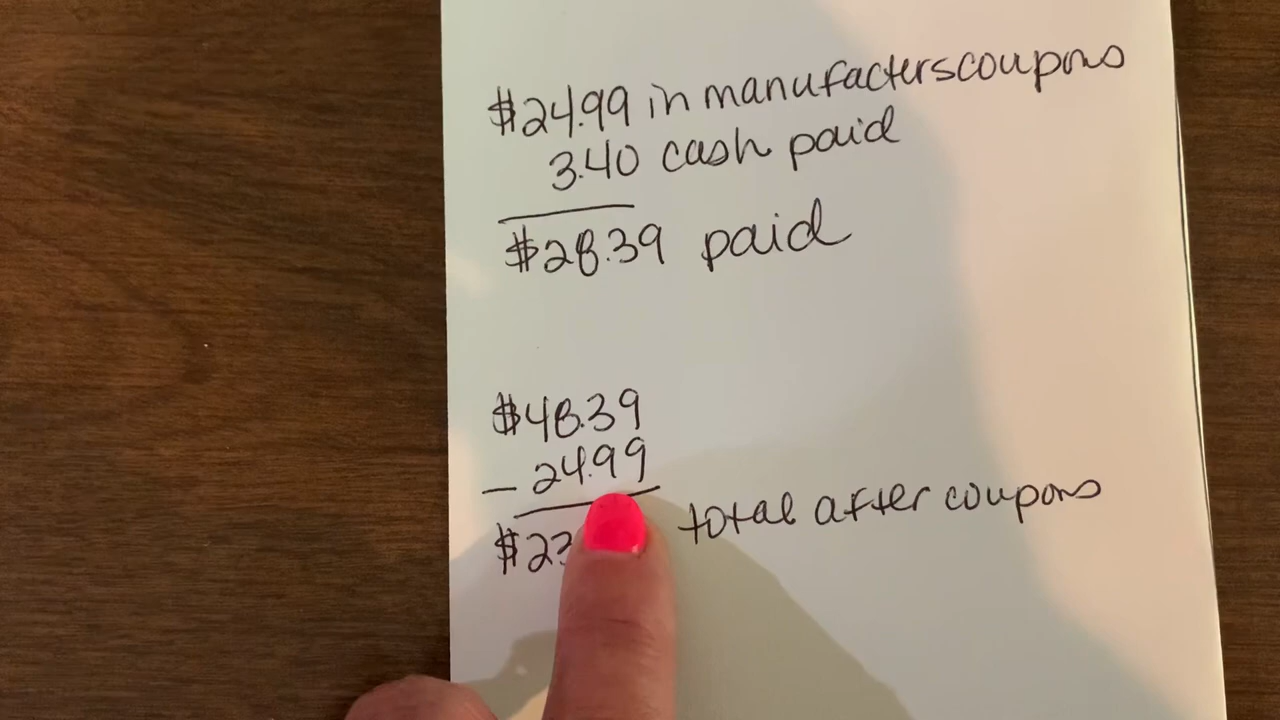 $24.99 in manufacterscoupons
3.40 cash paid
$28.39 paid
$48.39
- 24.99
$23 total after coupons